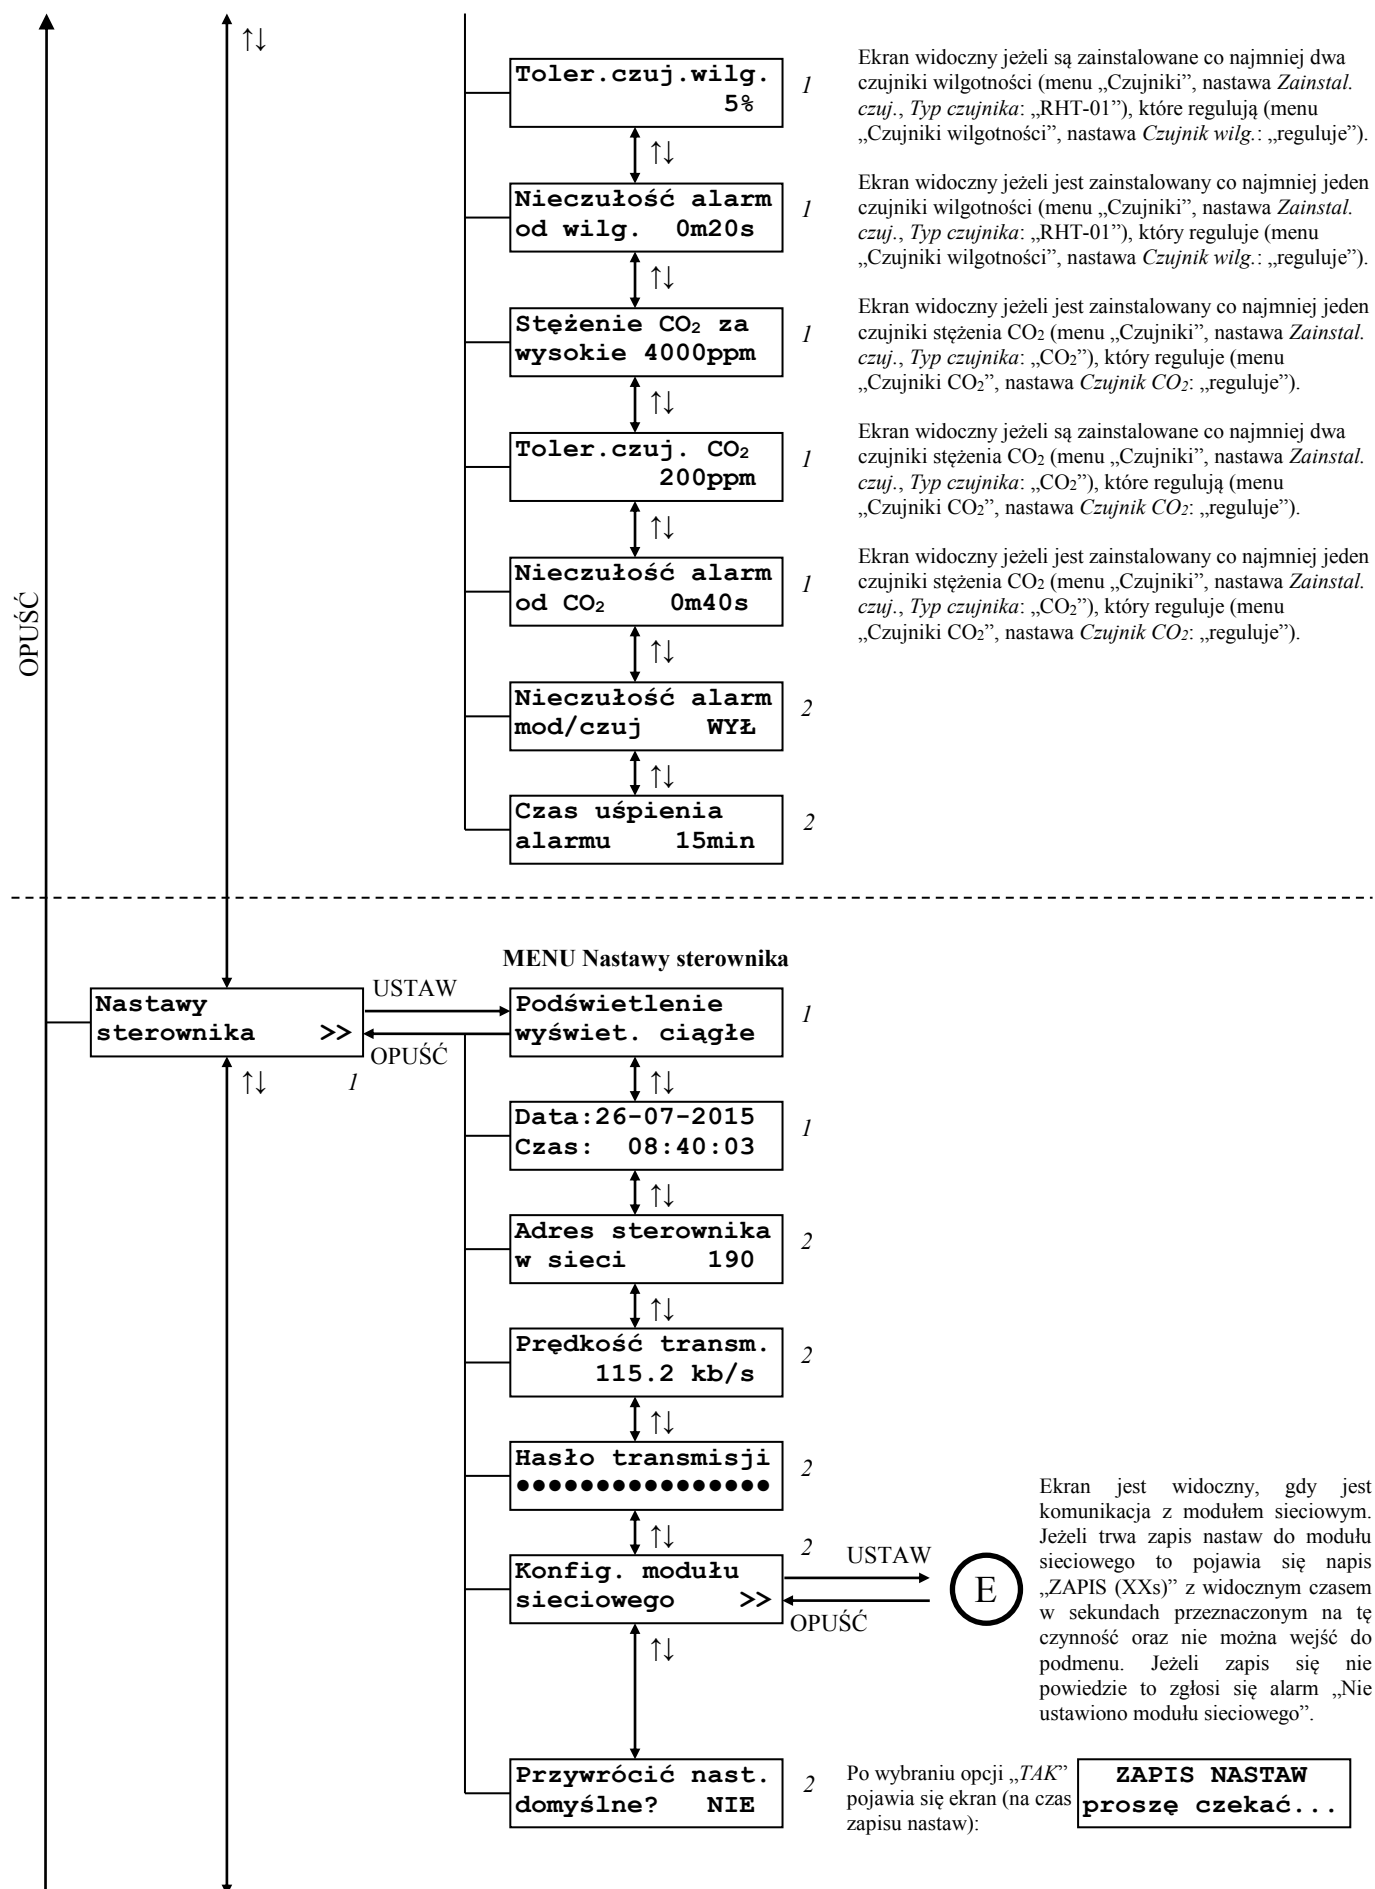 ↑↓
Toler.czuj.wilg.
5%
1
Ekran widoczny jeżeli są zainstalowane co najmniej dwa
czujniki wilgotności (menu „Czujniki”, nastawa Zainstal.
czuj., Typ czujnika: „RHT-01”), które regulują (menu
„Czujniki wilgotności”, nastawa Czujnik wilg.: „reguluje”).
↑↓
Nieczułość alarm
od wilg. 0m20s
1
Ekran widoczny jeżeli jest zainstalowany co najmniej jeden
czujniki wilgotności (menu „Czujniki”, nastawa Zainstal.
czuj., Typ czujnika: „RHT-01”), który reguluje (menu
„Czujniki wilgotności”, nastawa Czujnik wilg.: „reguluje”).
↑↓
Stężenie CO₂ za
wysokie 4000ppm
1
Ekran widoczny jeżeli jest zainstalowany co najmniej jeden
czujniki stężenia CO₂ (menu „Czujniki”, nastawa Zainstal.
czuj., Typ czujnika: „CO₂”), który reguluje (menu
„Czujniki CO₂”, nastawa Czujnik CO₂: „reguluje”).
↑↓
Toler.czuj. CO₂
200ppm
1
Ekran widoczny jeżeli są zainstalowane co najmniej dwa
czujniki stężenia CO₂ (menu „Czujniki”, nastawa Zainstal.
czuj., Typ czujnika: „CO₂”), które regulują (menu
„Czujniki CO₂”, nastawa Czujnik CO₂: „reguluje”).
↑↓
Nieczułość alarm
od CO₂ 0m40s
1
Ekran widoczny jeżeli jest zainstalowany co najmniej jeden
czujniki stężenia CO₂ (menu „Czujniki”, nastawa Zainstal.
czuj., Typ czujnika: „CO₂”), który reguluje (menu
„Czujniki CO₂”, nastawa Czujnik CO₂: „reguluje”).
OPUŚĆ
↑↓
Nieczułość alarm
mod/czuj WYŁ
2
↑↓
Czas uśpienia
alarmu 15min
2
MENU Nastawy sterownika
Nastawy
sterownika >>
1
↑↓
USTAW
OPUŚĆ
Podświetlenie
wyświet. ciągłe
1
↑↓
Data:26-07-2015
Czas: 08:40:03
1
↑↓
Adres sterownika
w sieci 190
2
↑↓
Prędkość transm.
115.2 kb/s
2
↑↓
Hasło transmisji
●●●●●●●●●●●●●●●●
2
↑↓
Konfig. modułu
sieciowego >>
2
USTAW
OPUŚĆ
E
Ekran jest widoczny, gdy jest
komunikacja z modułem sieciowym.
Jeżeli trwa zapis nastaw do modułu
sieciowego to pojawia się napis
„ZAPIS (XXs)” z widocznym czasem
w sekundach przeznaczonym na tę
czynność oraz nie można wejść do
podmenu. Jeżeli zapis się nie
powiedzie to zgłosi się alarm „Nie
ustawiono modułu sieciowego”.
↑↓
Przywrócić nast.
domyślne? NIE
2
Po wybraniu opcji „TAK”
pojawia się ekran (na czas
zapisu nastaw):
ZAPIS NASTAW
proszę czekać...